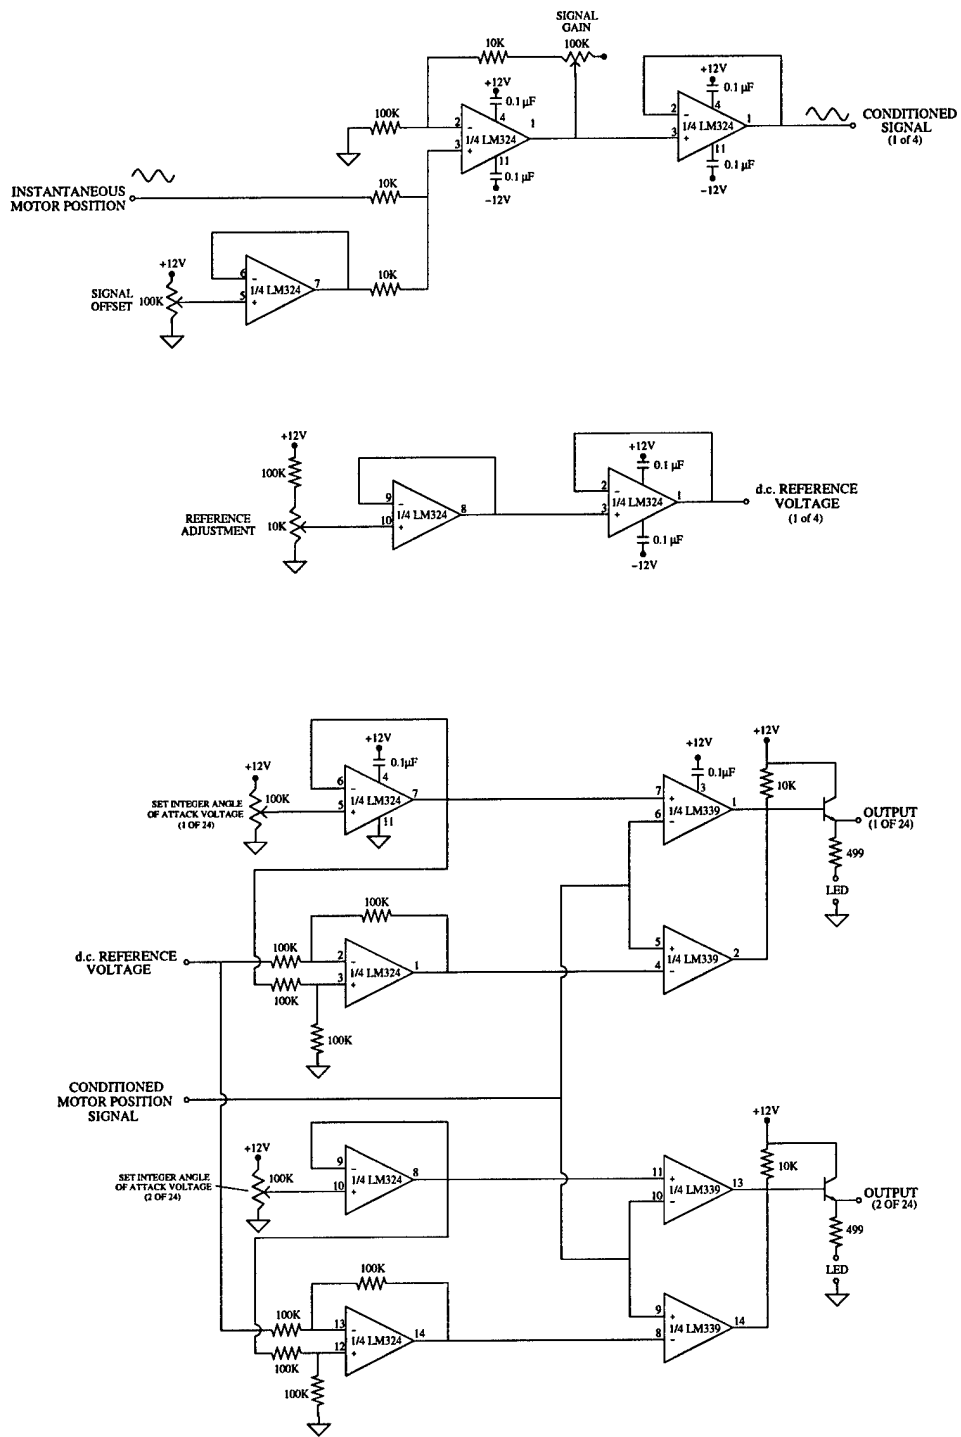 SIGNAL
GAIN
10K
100K
+12V
0.1 µF
4
100K
2
−
1/4 LM324
1
3
+
11
0.1 µF
−12V
+12V
0.1 µF
4
2
−
1/4 LM324
1
3
+
11
0.1 µF
−12V
CONDITIONED
SIGNAL
(1 of 4)
INSTANTANEOUS
MOTOR POSITION
10K
+12V
SIGNAL
OFFSET
100K
6
−
1/4 LM324
7
5
+
10K
+12V
100K
REFERENCE
ADJUSTMENT
10K
9
−
1/4 LM324
8
10
+
+12V
0.1 µF
2
−
1/4 LM324
1
3
+
0.1 µF
−12V
d.c. REFERENCE
VOLTAGE
(1 of 4)
+12V
SET INTEGER ANGLE
OF ATTACK VOLTAGE
(1 OF 24)
100K
+12V
0.1µF
4
6
−
1/4 LM324
7
5
+
11
+12V
0.1µF
3
7
+
1/4 LM339
1
6
−
+12V
10K
OUTPUT
(1 OF 24)
499
LED
100K
d.c. REFERENCE
VOLTAGE
100K
2
−
1/4 LM324
1
3
+
100K
100K
5
+
1/4 LM339
2
4
−
CONDITIONED
MOTOR POSITION
SIGNAL
+12V
SET INTEGER ANGLE
OF ATTACK VOLTAGE
(2 OF 24)
100K
9
−
1/4 LM324
8
10
+
11
+
1/4 LM339
13
10
−
+12V
10K
OUTPUT
(2 OF 24)
499
LED
100K
100K
13
−
1/4 LM324
14
12
+
100K
100K
9
+
1/4 LM339
14
8
−